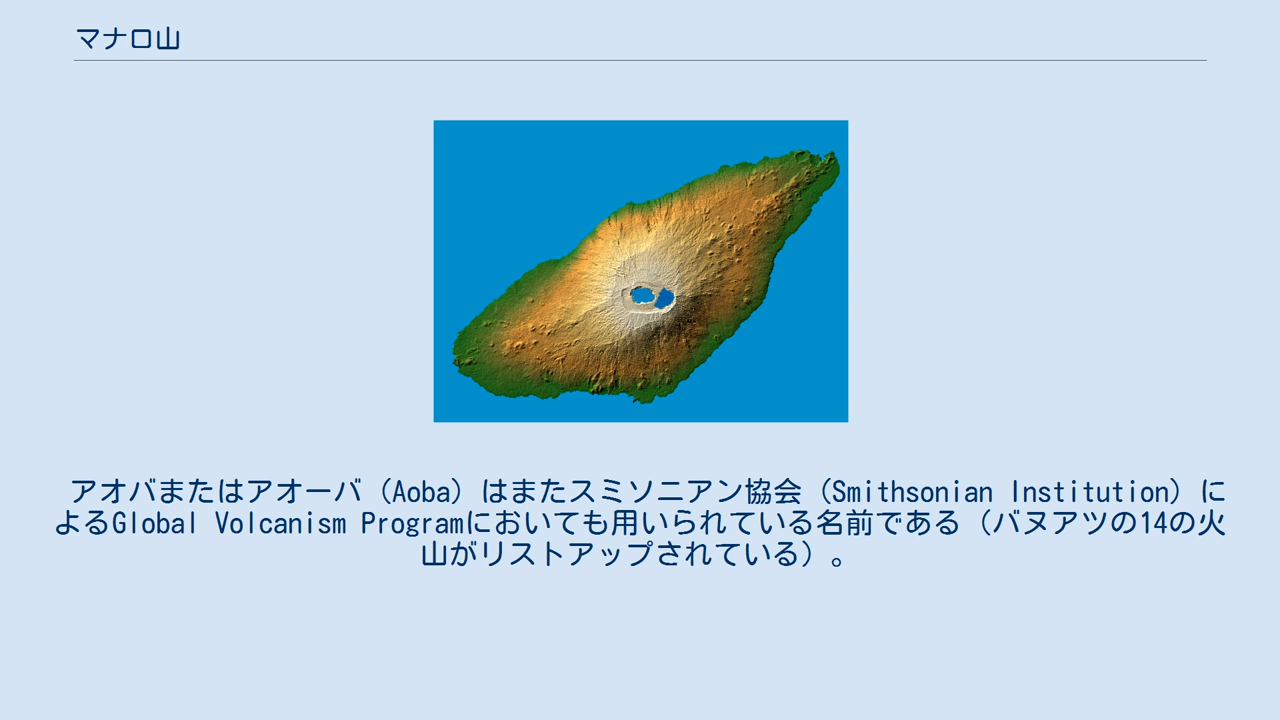 マナロ山
アオバまたはアオーバ（Aoba）はまたスミソニアン協会（Smithsonian Institution）に
よるGlobal Volcanism Programにおいても用いられている名前である（バヌアツの14の火
山がリストアップされている）。